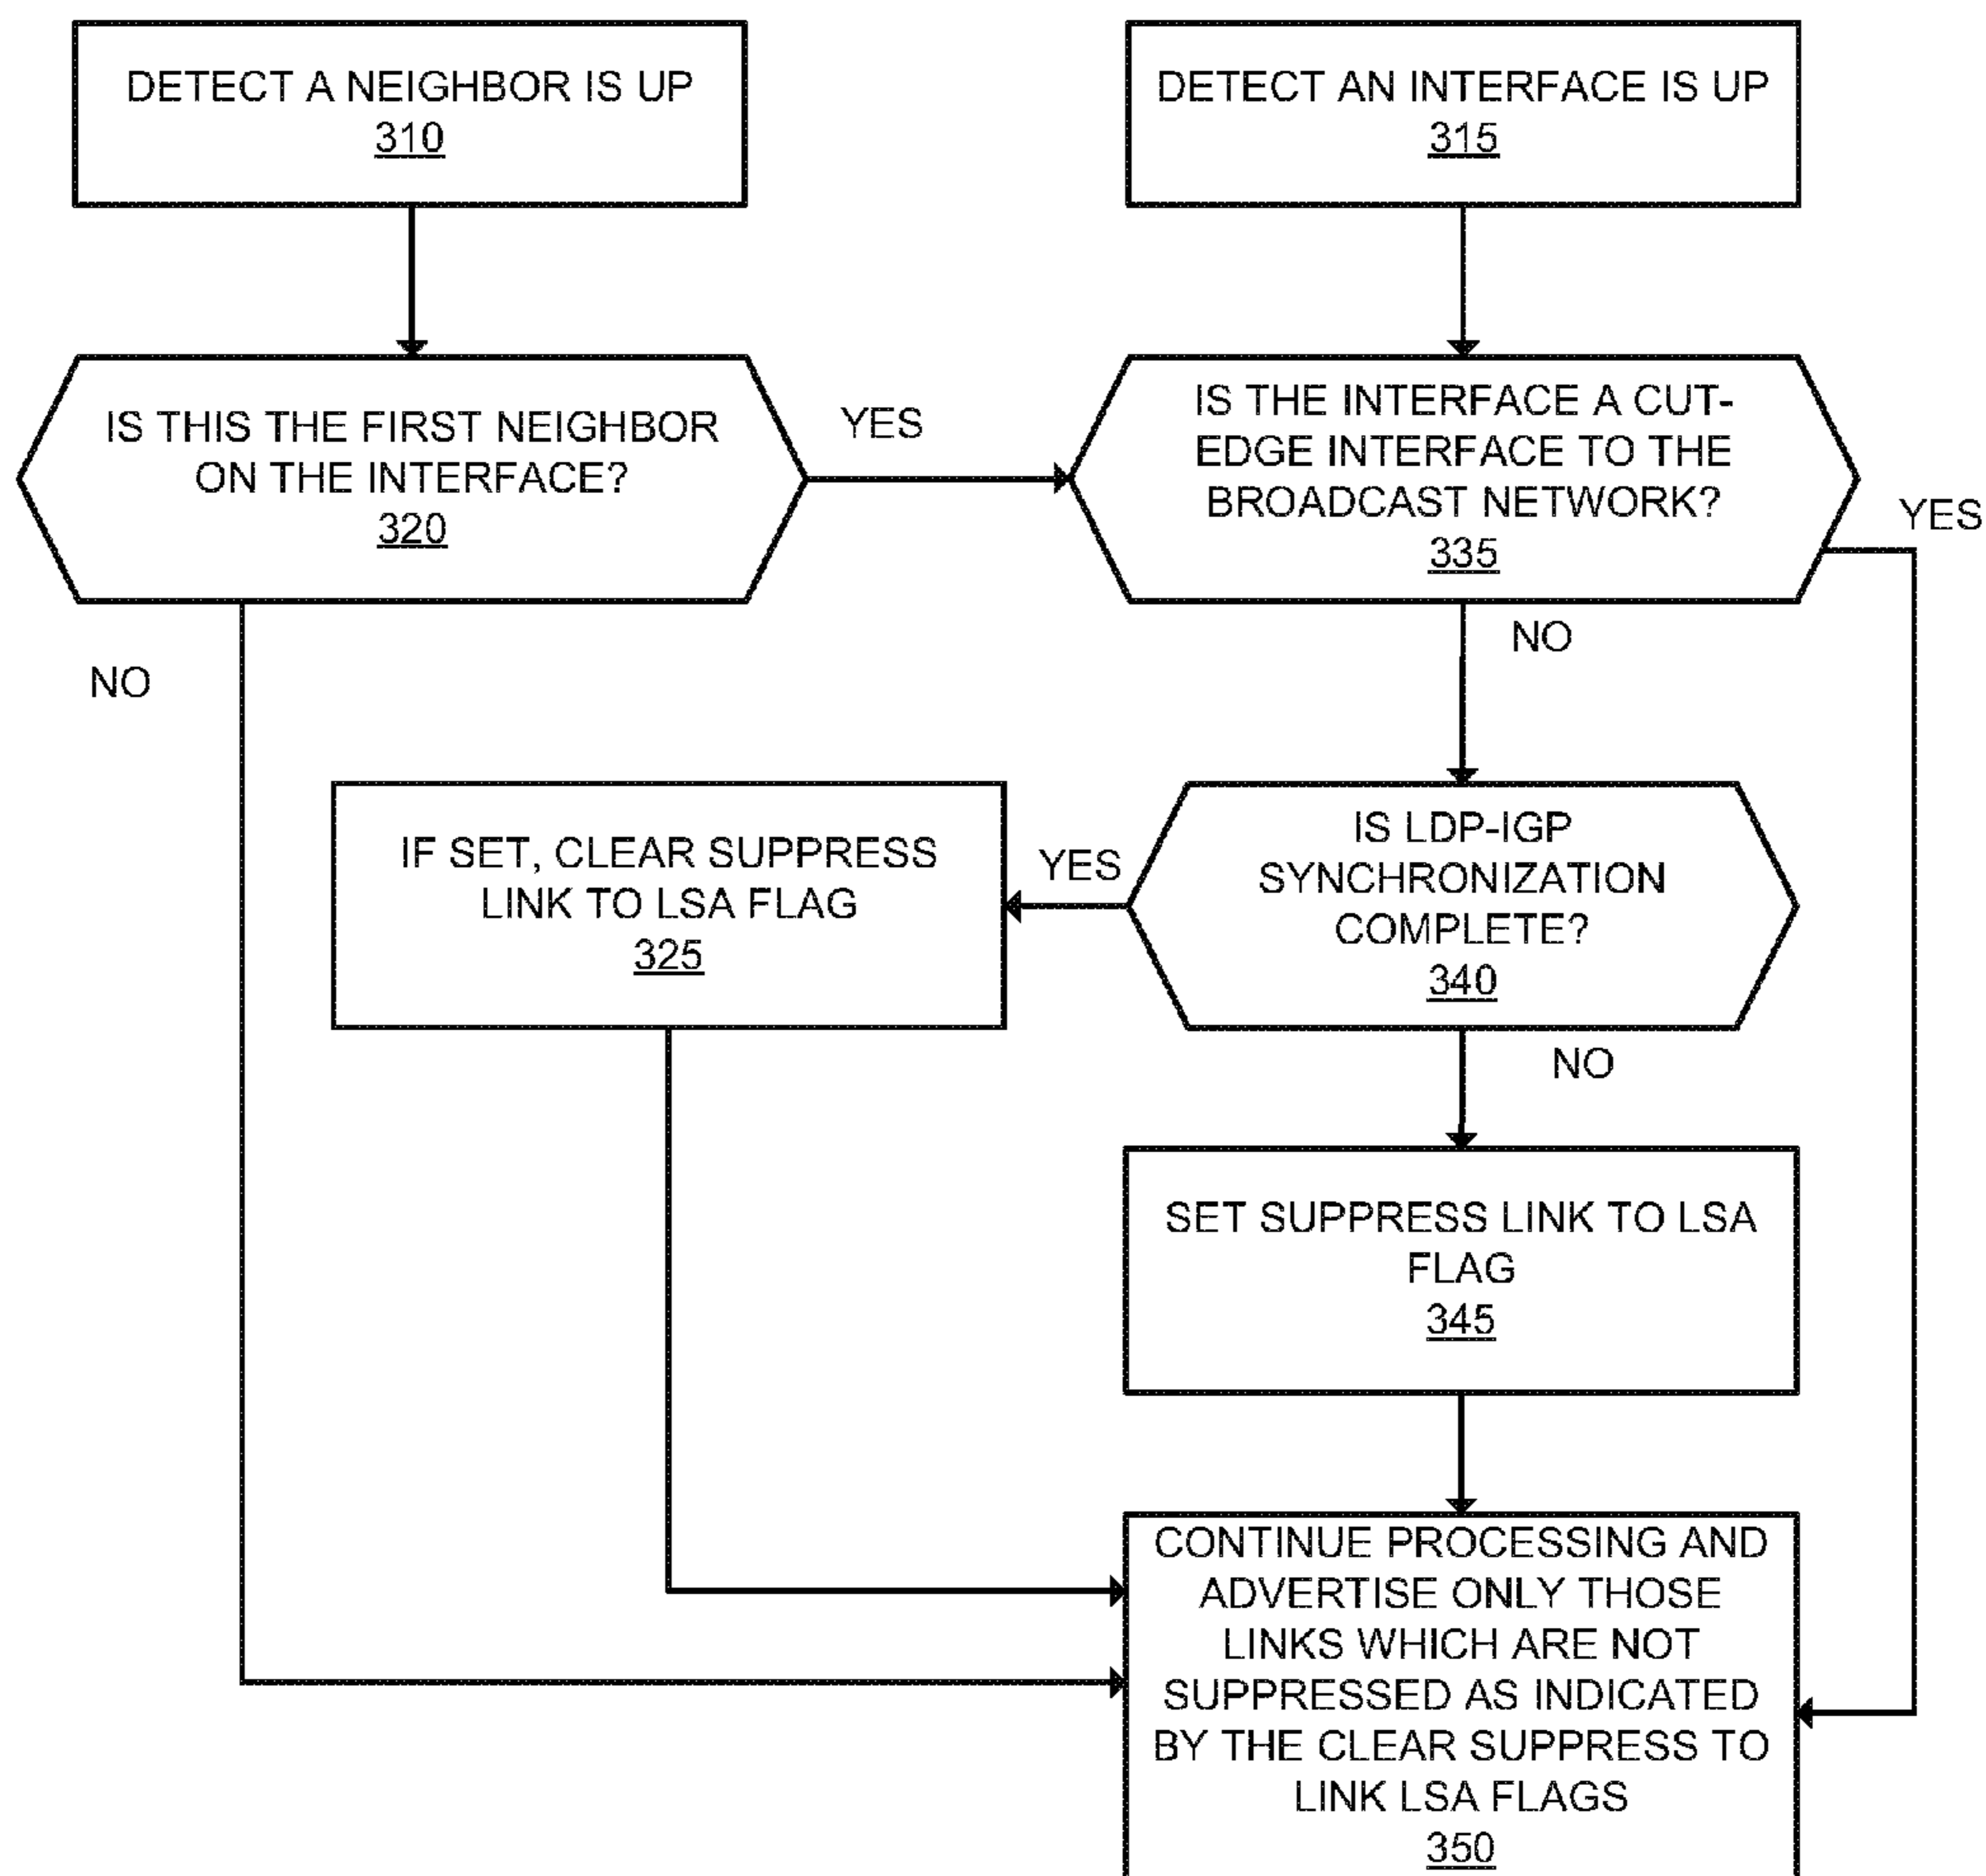 DETECT A NEIGHBOR IS UP
310
DETECT AN INTERFACE IS UP
315
IS THIS THE FIRST NEIGHBOR
ON THE INTERFACE?
320
YES
IS THE INTERFACE A CUT-
EDGE INTERFACE TO THE
BROADCAST NETWORK?
335
YES
NO
NO
IF SET, CLEAR SUPPRESS
LINK TO LSA FLAG
325
YES
IS LDP-IGP
SYNCHRONIZATION
COMPLETE?
340
NO
SET SUPPRESS LINK TO LSA
FLAG
345
CONTINUE PROCESSING AND
ADVERTISE ONLY THOSE
LINKS WHICH ARE NOT
SUPPRESSED AS INDICATED
BY THE CLEAR SUPPRESS TO
LINK LSA FLAGS
350